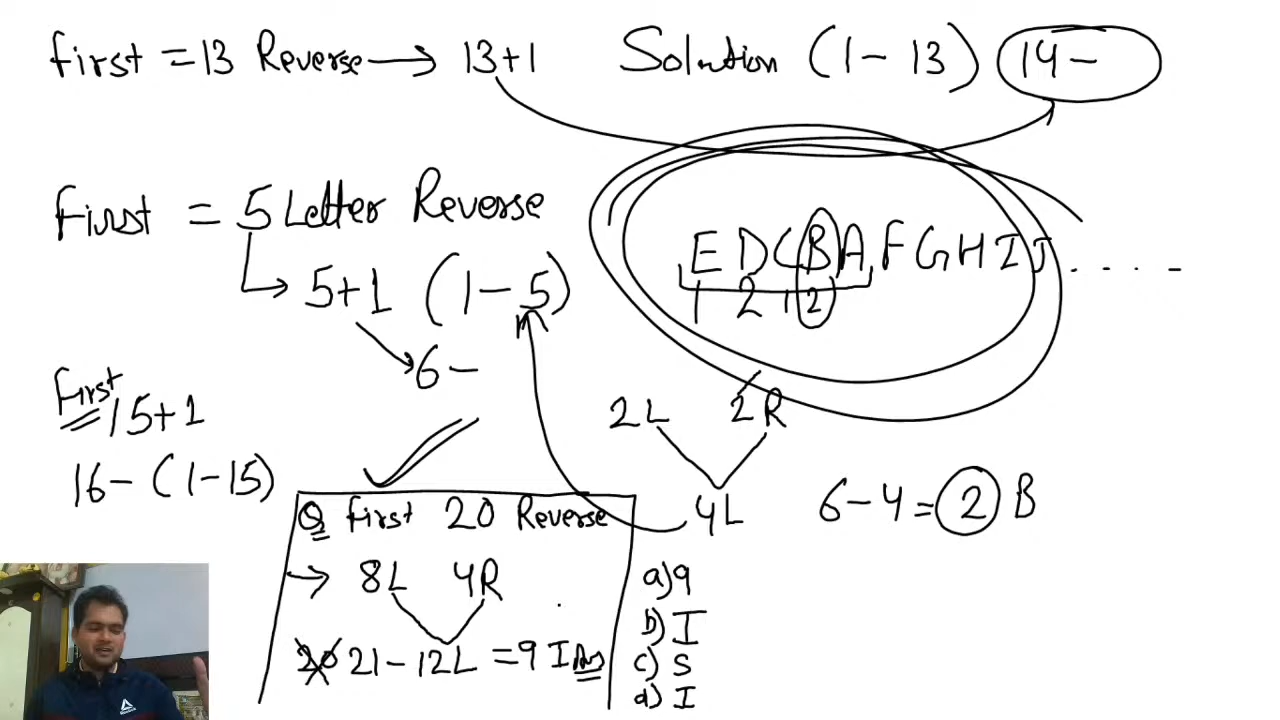 First = 13 Reverse → 13+1 Solution (1 - 13) 14 -
First = 5 Letter Reverse
E D C B A F G H I J . . . . .
1 2 1 2
→ 5+1 (1 - 5)
→ 6 -
First
15+1
16 - (1 - 15)
2L 2R
4L 6 - 4 = 2 B
Q First 20 Reverse
→ 8L 4R
20 21 - 12L = 9 I Ans
a) 9
b) I
c) S
d) I